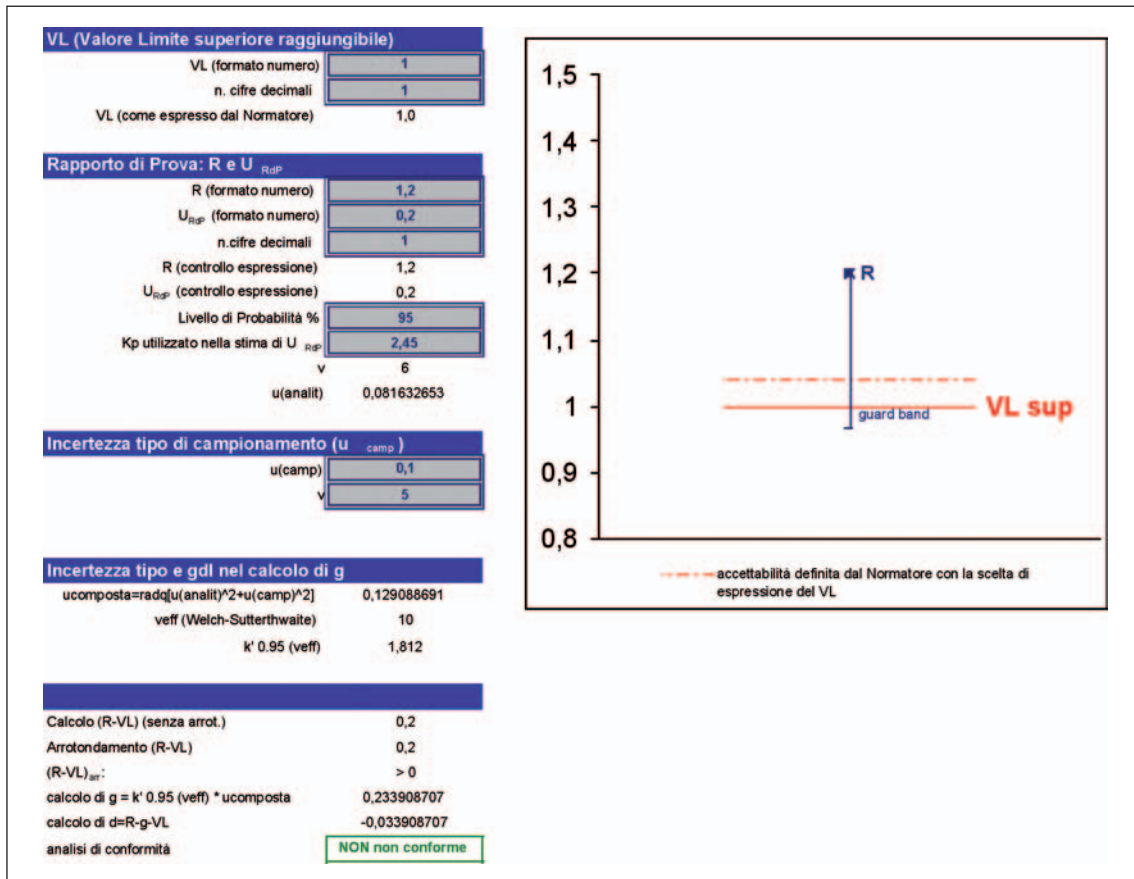 VL (Valore Limite superiore raggiungibile)
VL (formato numero) 1
n. cifre decimali 1
VL (come espresso dal Normatore) 1,0
Rapporto di Prova: R e U RdP
R (formato numero) 1,2
URdP (formato numero) 0,2
n.cifre decimali 1
R (controllo espressione) 1,2
URdP (controllo espressione) 0,2
Livello di Probabilità % 95
Kp utilizzato nella stima di U RdP 2,45
ν 6
u(analit) 0,081632653
Incertezza tipo di campionamento (u camp )
u(camp) 0,1
ν 5
Incertezza tipo e gdl nel calcolo di g
ucomposta=radq[u(analit)^2+u(camp)^2] 0,129088691
veff (Welch-Sutterthwaite) 10
k' 0.95 (veff) 1,812
Calcolo (R-VL) (senza arrot.) 0,2
Arrotondamento (R-VL) 0,2
(R-VL)arr: > 0
calcolo di g = k' 0.95 (veff) * ucomposta 0,233908707
calcolo di d=R-g-VL -0,033908707
analisi di conformità NON non conforme
1,5
1,4
1,3
1,2
1,1
1
0,9
0,8
R
VL sup
guard band
accettabilità definita dal Normatore con la scelta di
espressione del VL